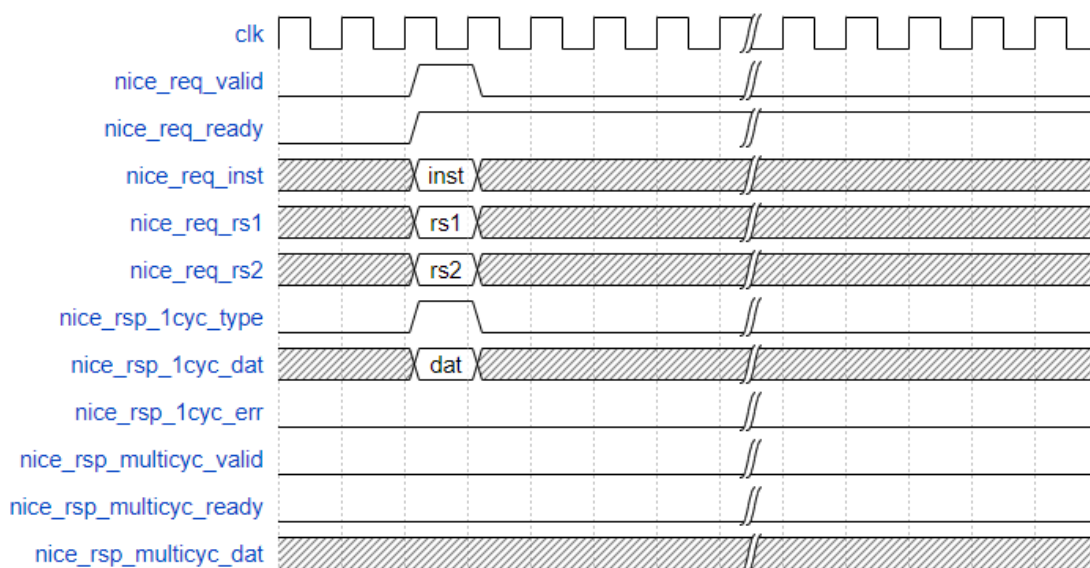 clk
nice_req_valid
nice_req_ready
nice_req_inst inst
nice_req_rs1 rs1
nice_req_rs2 rs2
nice_rsp_1cyc_type
nice_rsp_1cyc_dat dat
nice_rsp_1cyc_err
nice_rsp_multicyc_valid
nice_rsp_multicyc_ready
nice_rsp_multicyc_dat